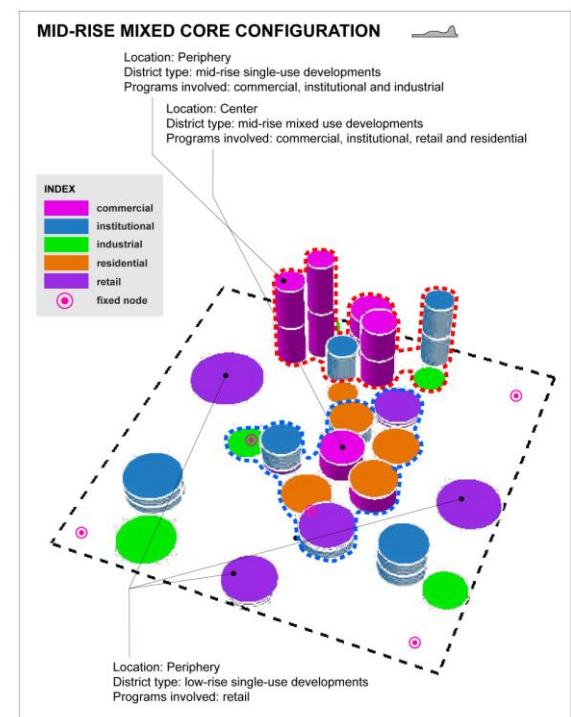 MID-RISE MIXED CORE CONFIGURATION
Location: Periphery
District type: mid-rise single-use developments
Programs involved: commercial, institutional and industrial
Location: Center
District type: mid-rise mixed use developments
Programs involved: commercial, institutional, retail and residential
INDEX
commercial
institutional
industrial
residential
retail
fixed node
Location: Periphery
District type: low-rise single-use developments
Programs involved: retail